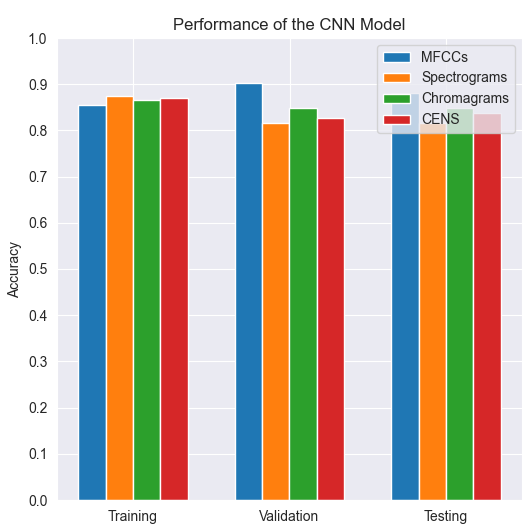 Performance of the CNN Model
MFCCs
Spectrograms
Chromagrams
CENS
Accuracy
1.0
0.9
0.8
0.7
0.6
0.5
0.4
0.3
0.2
0.1
0.0
Training Validation Testing